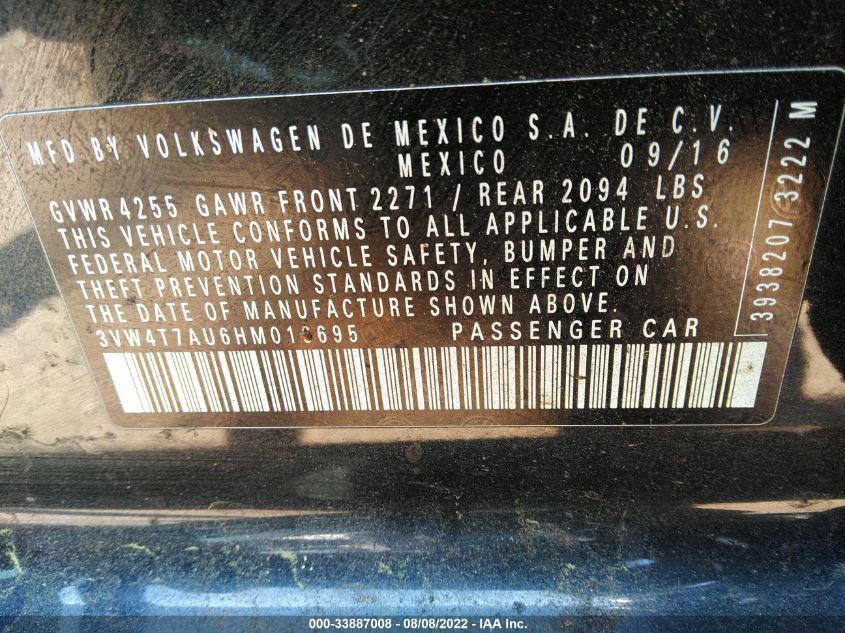 MFD BY VOLKSWAGEN DE MEXICO S.A. DE C.V.
MEXICO 09/16
GVWR 4255 GAWR FRONT 2271 / REAR 2094 LBS
THIS VEHICLE CONFORMS TO ALL APPLICABLE U.S.
FEDERAL MOTOR VEHICLE SAFETY, BUMPER AND
THEFT PREVENTION STANDARDS IN EFFECT ON
THE DATE OF MANUFACTURE SHOWN ABOVE.
PASSENGER CAR
3938207 3222 M
000-33887008 - 08/08/2022 - IAA Inc.